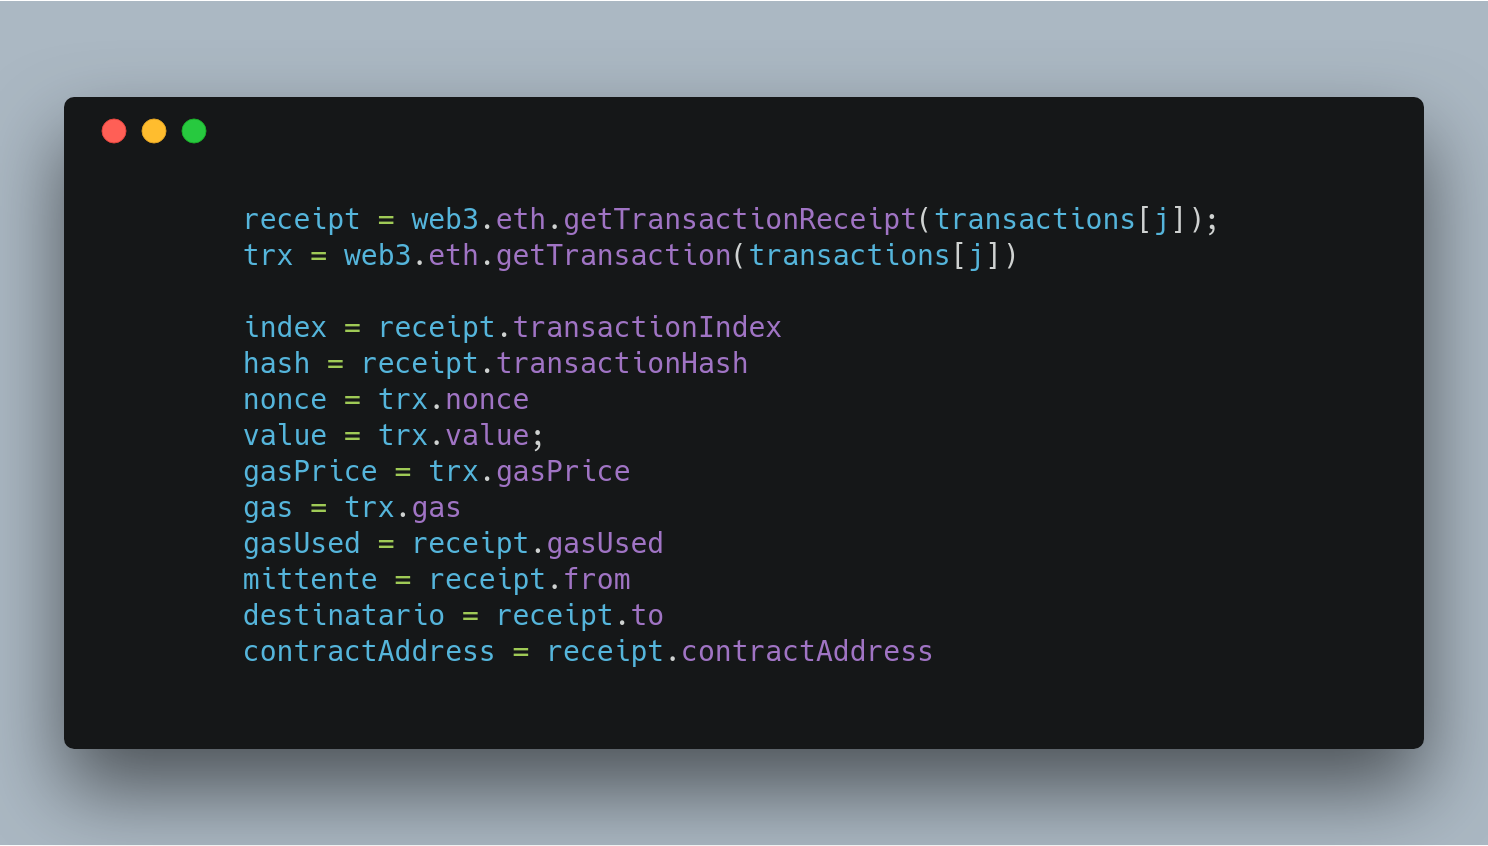 receipt = web3.eth.getTransactionReceipt(transactions[j]);
trx = web3.eth.getTransaction(transactions[j])
index = receipt.transactionIndex
hash = receipt.transactionHash
nonce = trx.nonce
value = trx.value;
gasPrice = trx.gasPrice
gas = trx.gas
gasUsed = receipt.gasUsed
mittente = receipt.from
destinatario = receipt.to
contractAddress = receipt.contractAddress